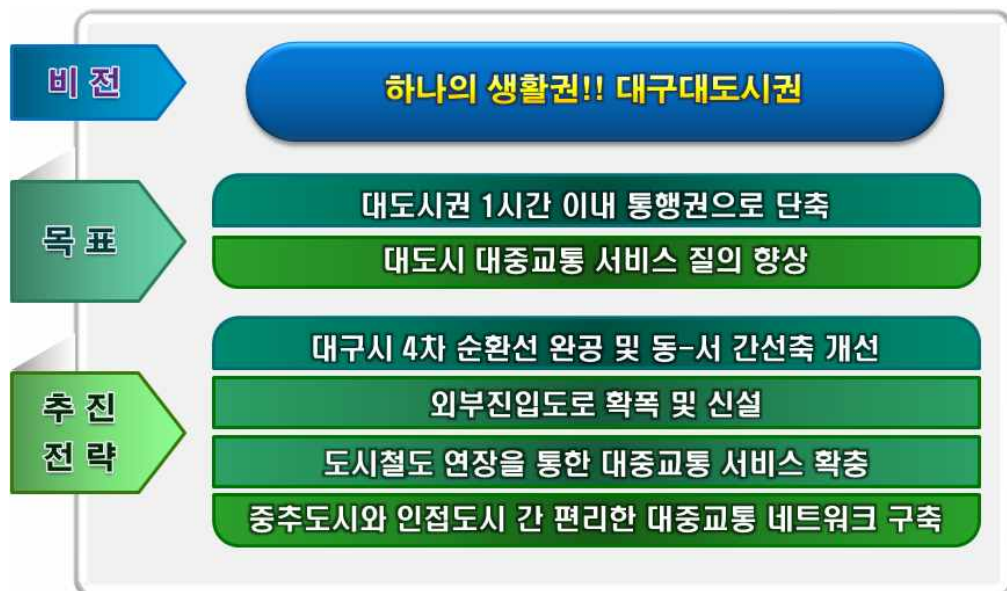 비 전
하나의 생활권!! 대구대도시권
목 표
대도시권 1시간 이내 통행권으로 단축
대도시 대중교통 서비스 질의 향상
추 진
전 략
대구시 4차 순환선 완공 및 동-서 간선축 개선
외부진입도로 확폭 및 신설
도시철도 연장을 통한 대중교통 서비스 확충
중추도시와 인접도시 간 편리한 대중교통 네트워크 구축